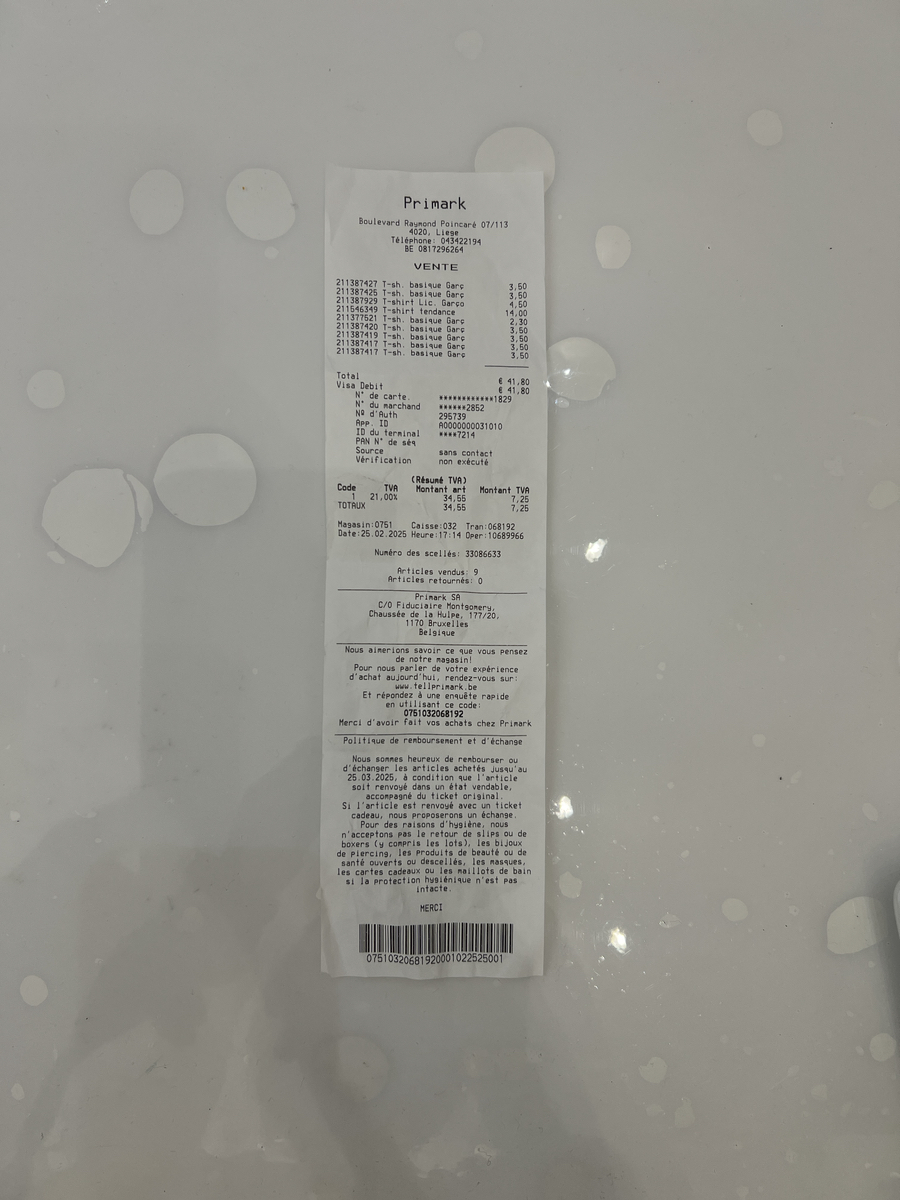 Primark
Boulevard Raymond Poincaré 07/113
4020, Liege
Téléphone: 043422194
BE 0817296264
VENTE
211387427 T-sh. basique Garç 3,50
211387425 T-sh. basique Garç 3,50
211387929 T-shirt Lic. Garço 4,50
211546349 T-shirt tendance 14,00
211377521 T-sh. basique Garç 2,30
211387420 T-sh. basique Garç 3,50
211387419 T-sh. basique Garç 3,50
211387417 T-sh. basique Garç 3,50
211387417 T-sh. basique Garç 3,50
Total € 41,80
Visa Debit € 41,80
N° de carte. ************1829
N° du marchand ******2852
Nº d'Auth 295739
App. ID A0000000031010
ID du terminal ****7214
PAN N° de séq
Source sans contact
Vérification non exécuté
(Résumé TVA)
Code TVA Montant art Montant TVA
1 21,00% 34,55 7,25
TOTAUX 34,55 7,25
Magasin:0751 Caisse:032 Tran:068192
Date:25.02.2025 Heure:17:14 Oper:10689966
Numéro des scellés: 33086633
Articles vendus: 9
Articles retournés: 0
Primark SA
C/O Fiduciaire Montgomery,
Chaussée de la Hulpe, 177/20,
1170 Bruxelles
Belgique
Nous aimerions savoir ce que vous pensez
de notre magasin!
Pour nous parler de votre expérience
d'achat aujourd'hui, rendez-vous sur:
www.tellprimark.be
Et répondez à une enquête rapide
en utilisant ce code:
0751032068192
Merci d'avoir fait vos achats chez Primark
Politique de remboursement et d'échange
Nous sommes heureux de rembourser ou
d'échanger les articles achetés jusqu'au
25.03.2025, à condition que l'article
soit renvoyé dans un état vendable,
accompagné du ticket original.
Si l'article est renvoyé avec un ticket
cadeau, nous proposerons un échange.
Pour des raisons d'hygiène, nous
n'acceptons pas le retour de slips ou de
boxers (y compris les lots), les bijoux
de piercing, les produits de beauté ou de
santé ouverts ou descellés, les masques,
les cartes cadeaux ou les maillots de bain
si la protection hygiénique n'est pas
intacte.
MERCI
07510320681920001022525001